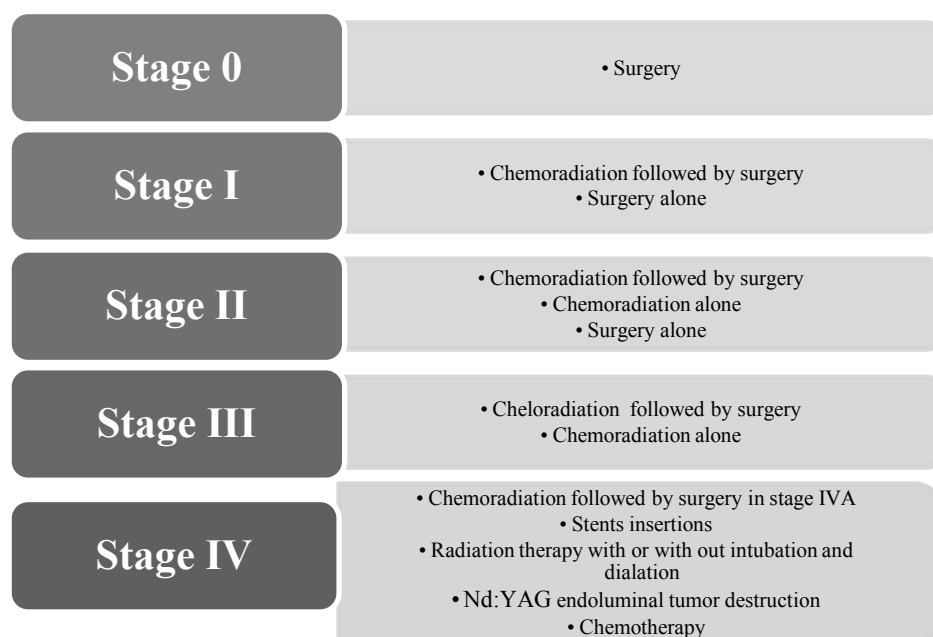 Stage 0
• Surgery
Stage I
• Chemoradiation followed by surgery
• Surgery alone
Stage II
• Chemoradiation followed by surgery
• Chemoradiation alone
• Surgery alone
Stage III
• Cheloradiation followed by surgery
• Chemoradiation alone
Stage IV
• Chemoradiation followed by surgery in stage IVA
• Stents insertions
• Radiation therapy with or with out intubation and
dialation
• Nd:YAG endoluminal tumor destruction
• Chemotherapy